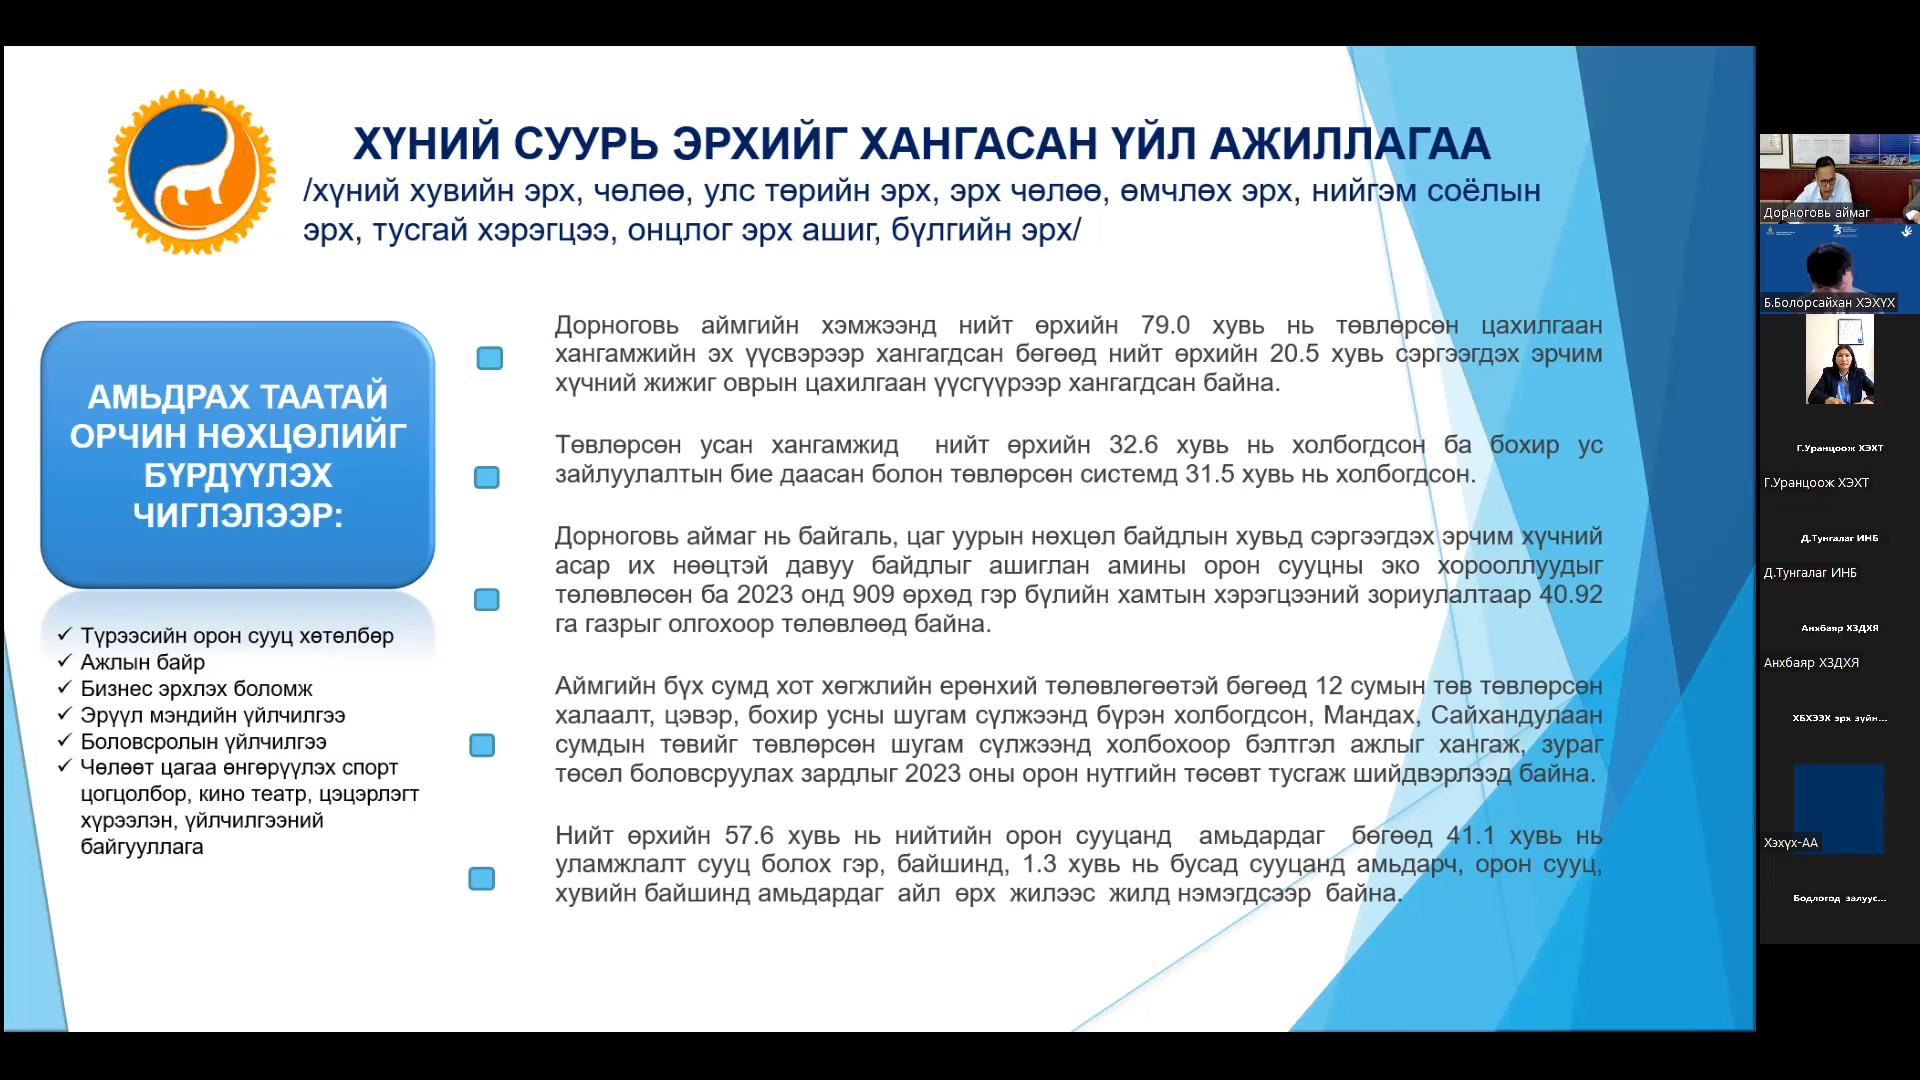 ХҮНИЙ СУУРЬ ЭРХИЙГ ХАНГАСАН ҮЙЛ АЖИЛЛАГАА
/хүний хувийн эрх, чөлөө, улс төрийн эрх, эрх чөлөө, өмчлөх эрх, нийгэм соёлын
эрх, тусгай хэрэгцээ, онцлог эрх ашиг, бүлгийн эрх/
АМЬДРАХ ТААТАЙ
ОРЧИН НӨХЦӨЛИЙГ
БҮРДҮҮЛЭХ
ЧИГЛЭЛЭЭР:
✓ Түрээсийн орон сууц хөтөлбөр
✓ Ажлын байр
✓ Бизнес эрхлэх боломж
✓ Эрүүл мэндийн үйлчилгээ
✓ Боловсролын үйлчилгээ
✓ Чөлөөт цагаа өнгөрүүлэх спорт
цогцолбор, кино театр, цэцэрлэгт
хүрээлэн, үйлчилгээний
байгууллага
Дорноговь аймгийн хэмжээнд нийт өрхийн 79.0 хувь нь төвлөрсөн цахилгаан
хангамжийн эх үүсвэрээр хангагдсан бөгөөд нийт өрхийн 20.5 хувь сэргээгдэх эрчим
хүчний жижиг оврын цахилгаан үүсгүүрээр хангагдсан байна.
Төвлөрсөн усан хангамжид нийт өрхийн 32.6 хувь нь холбогдсон ба бохир ус
зайлуулалтын бие даасан болон төвлөрсөн системд 31.5 хувь нь холбогдсон.
Дорноговь аймаг нь байгаль, цаг уурын нөхцөл байдлын хувьд сэргээгдэх эрчим хүчний
асар их нөөцтэй давуу байдлыг ашиглан амины орон сууцны эко хорооллуудыг
төлөвлөсөн ба 2023 онд 909 өрхөд гэр бүлийн хамтын хэрэгцээний зориулалтаар 40.92
га газрыг олгохоор төлөвлөөд байна.
Аймгийн бүх сумд хот хөгжлийн ерөнхий төлөвлөгөөтэй бөгөөд 12 сумын төв төвлөрсөн
халаалт, цэвэр, бохир усны шугам сүлжээнд бүрэн холбогдсон, Мандах, Сайхандулаан
сумдын төвийг төвлөрсөн шугам сүлжээнд холбохоор бэлтгэл ажлыг хангаж, зураг
төсөл боловсруулах зардлыг 2023 оны орон нутгийн төсөвт тусгаж шийдвэрлээд байна.
Нийт өрхийн 57.6 хувь нь нийтийн орон сууцанд амьдардаг бөгөөд 41.1 хувь нь
уламжлалт сууц болох гэр, байшинд, 1.3 хувь нь бусад сууцанд амьдарч, орон сууц,
хувийн байшинд амьдардаг айл өрх жилээс жилд нэмэгдсээр байна.
Дорноговь аймаг
Б.Болорсайхан ХЭХҮХ
Г.Уранцоож ХЭХТ
Г.Уранцоож ХЭХТ
Д.Тунгалаг ИНБ
Д.Тунгалаг ИНБ
Анхбаяр ХЗДХЯ
Анхбаяр ХЗДХЯ
ХБХЭЭХ эрх зүйн...
Хэхүх-АА
Бодлогод залуус...